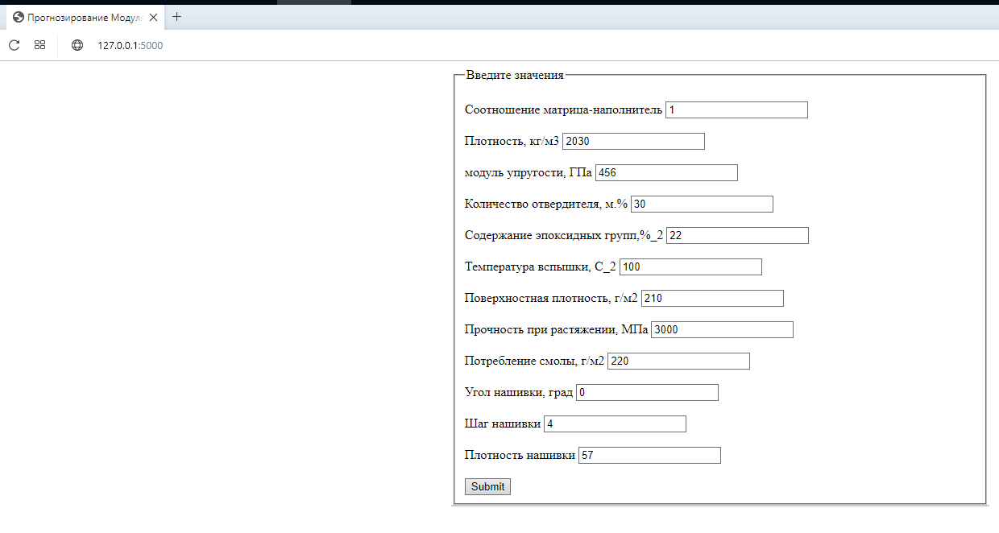 Прогнозирование Модул
127.0.0.1:5000
Введите значения
Соотношение матрица-наполнитель 1
Плотность, кг/м3 2030
модуль упругости, ГПа 456
Количество отвердителя, м.% 30
Содержание эпоксидных групп,%_2 22
Температура вспышки, С_2 100
Поверхностная плотность, г/м2 210
Прочность при растяжении, МПа 3000
Потребление смолы, г/м2 220
Угол нашивки, град 0
Шаг нашивки 4
Плотность нашивки 57
Submit